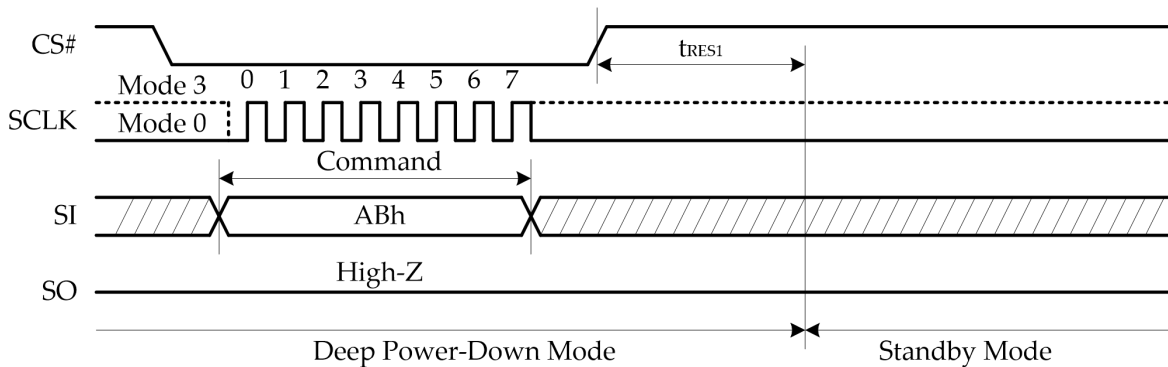 CS#
tRES1
0 1 2 3 4 5 6 7
Mode 3
SCLK
Mode 0
Command
SI
ABh
High-Z
SO
Deep Power-Down Mode
Standby Mode